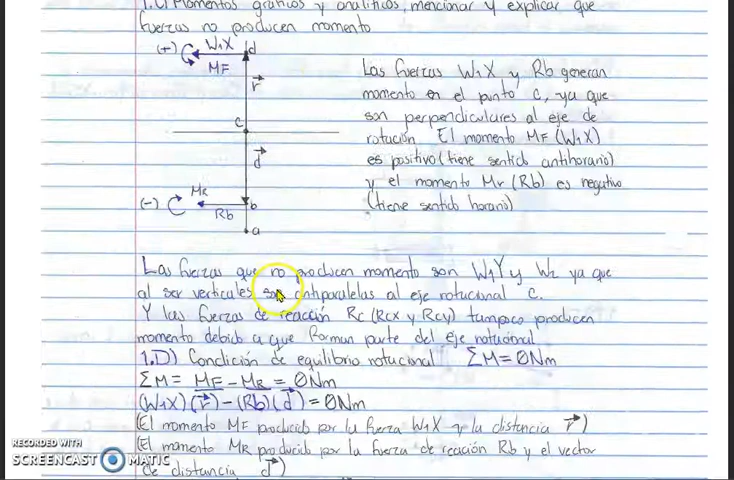 1.C) Momentos gráficos y analíticos, mencionar y explicar que
fuerzas no producen momento
(+) W1X d
MF
r
c
d
MR
(-) b
Rb
a
Las fuerzas W1X y Rb generan
momento en el punto c, ya que
son perpendiculares al eje de
rotación. El momento MF (W1X)
es positivo (tiene sentido antihorario)
y el momento Mr (Rb) es negativo
(tiene sentido horario)
Las fuerzas que no producen momento son W1Y y W2 ya que
al ser verticales son antiparalelas al eje rotacional c.
Y las fuerzas de reacción Rc (Rcx y Rcy) tampoco producen
momento debido a que forman parte del eje rotacional.
1.D) Condición de equilibrio rotacional ΣM = 0Nm
ΣM = MF - MR = 0Nm
(W1X)(r) - (Rb)(d) = 0Nm
(El momento MF producido por la fuerza W1X y la distancia r)
(El momento MR producido por la fuerza de reacción Rb y el vector
de distancia d)
RECORDED WITH
SCREENCAST MATIC